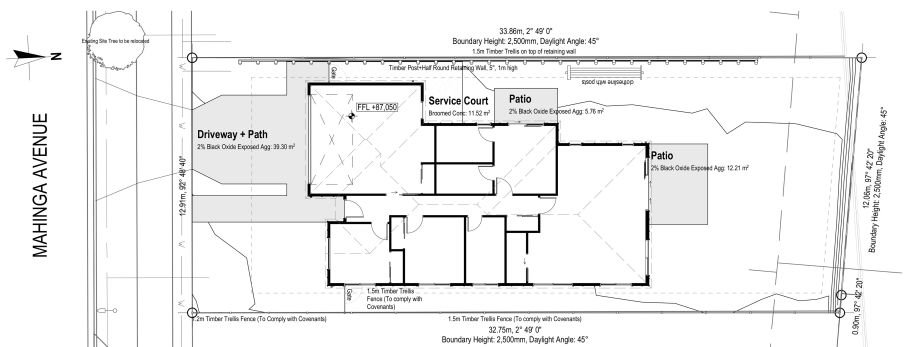 33.86m, 2° 49' 0"
Boundary Height: 2,500mm, Daylight Angle: 45°
1.5m Timber Trellis on top of retaining wall
Existing Site Tree to be relocated
N
Timber Post+Half Round Retaining Wall, 5°, 1m high
Gate
clothesline with posts
FFL +87,050
Service Court
Broomed Conc: 11.52 m²
Patio
2% Black Oxide Exposed Agg: 5.76 m²
Driveway + Path
2% Black Oxide Exposed Agg: 39.30 m²
Patio
2% Black Oxide Exposed Agg: 12.21 m²
MAHINGA AVENUE
12.91m, 92° 48' 40"
12.06m, 97° 42' 20"
Boundary Height: 2,500mm, Daylight Angle: 45°
0.90m, 97° 42' 20"
Gate
1.5m Timber Trellis
Fence (To comply with
Covenants)
1.2m Timber Trellis Fence (To Comply with Covenants)
1.5m Timber Trellis Fence (To Comply with Covenants)
32.75m, 2° 49' 0"
Boundary Height: 2,500mm, Daylight Angle: 45°